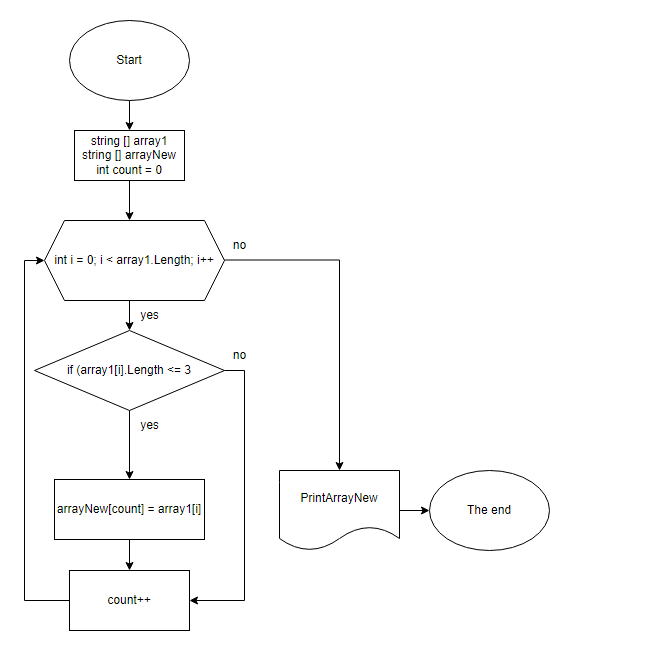 Start
string [] array1
string [] arrayNew
int count = 0
no
int i = 0; i < array1.Length; i++
yes
no
if (array1[i].Length <= 3
yes
PrintArrayNew
The end
arrayNew[count] = array1[i]
count++